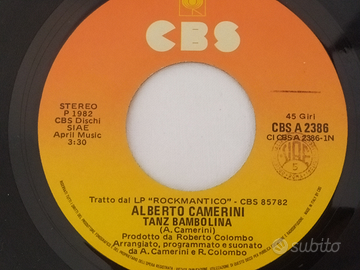 CBS
STEREO
P 1982
CBS Dischi
SIAE
April Music
3:30
45 Giri
CBS A 2386
CI CBS A 2386-1N
Tratto dal LP "ROCKMANTICO" - CBS 85782
ALBERTO CAMERINI
TANZ BAMBOLINA
(A. Camerini)
Prodotto da Roberto Colombo
Arrangiato, programmato e suonato
da A. Camerini e R. Colombo
subito